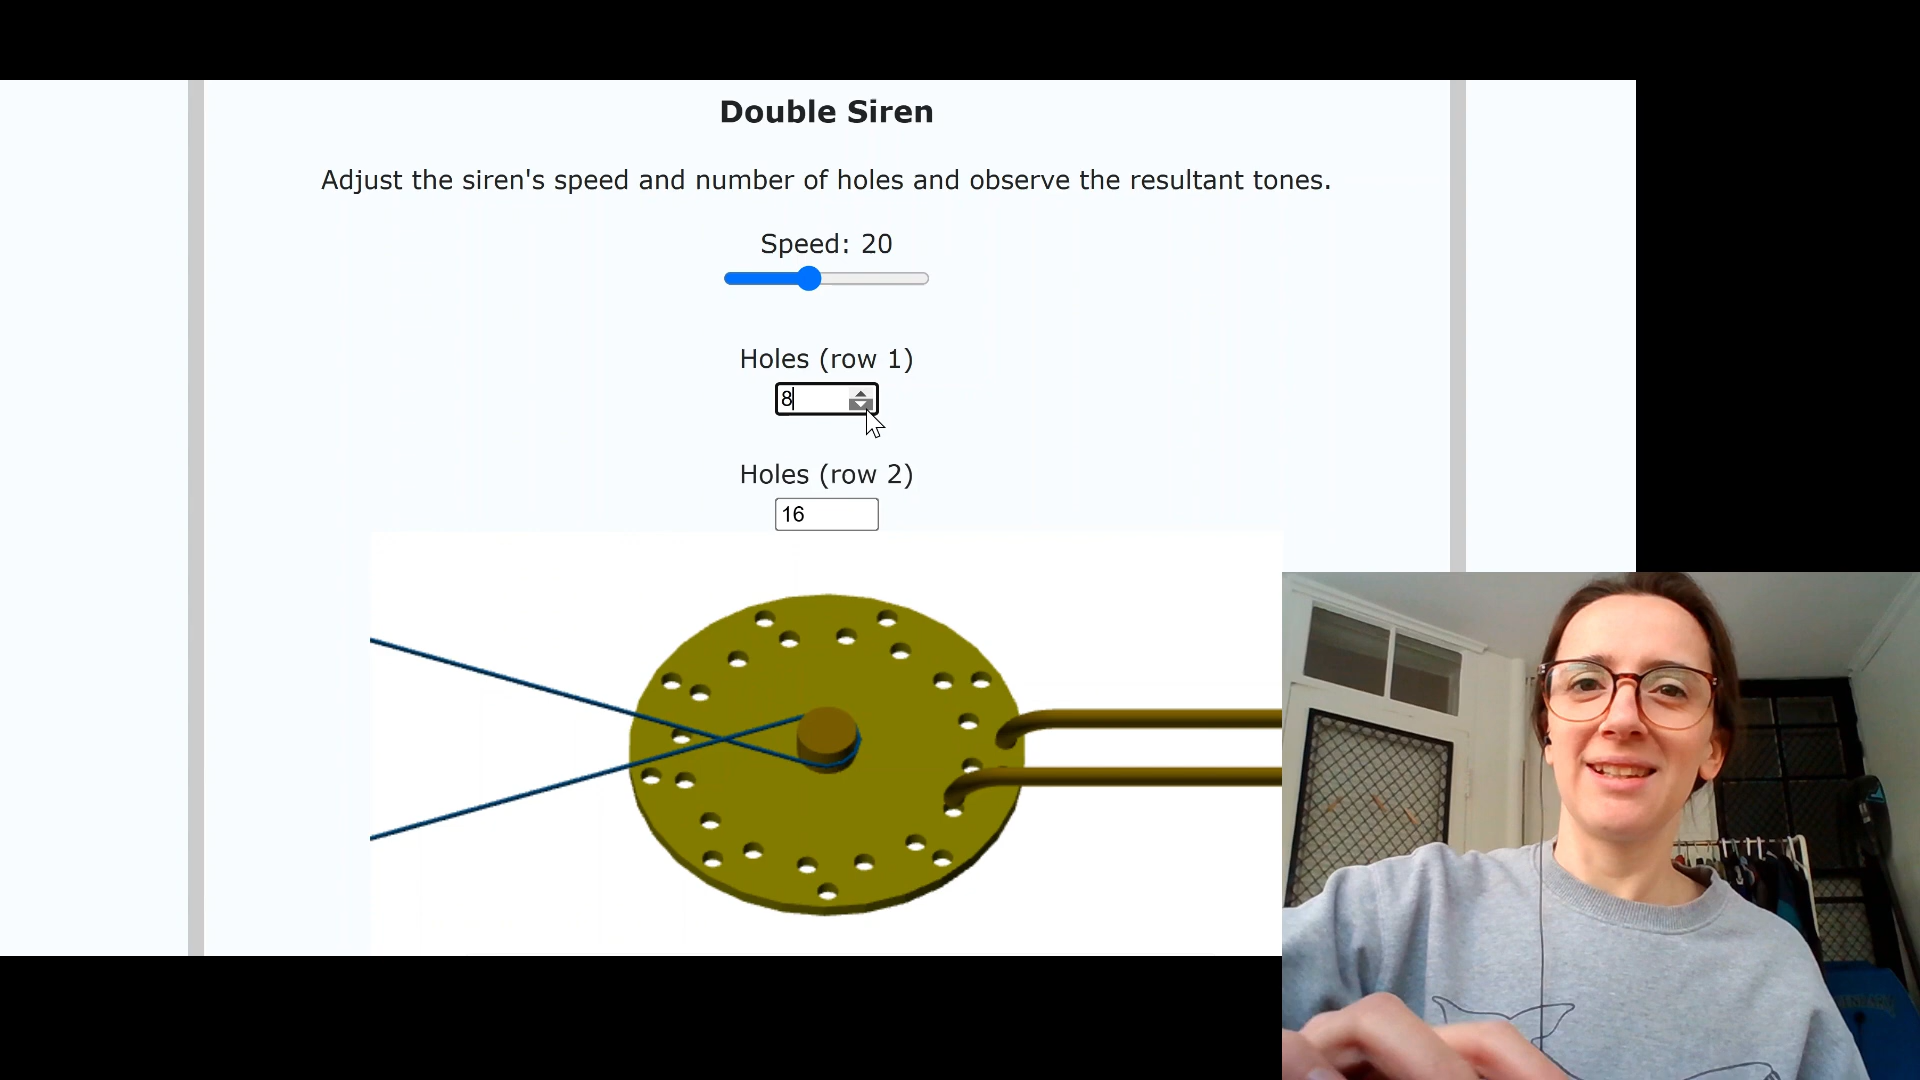 Double Siren
Adjust the siren's speed and number of holes and observe the resultant tones.
Speed: 20
Holes (row 1)
8
Holes (row 2)
16